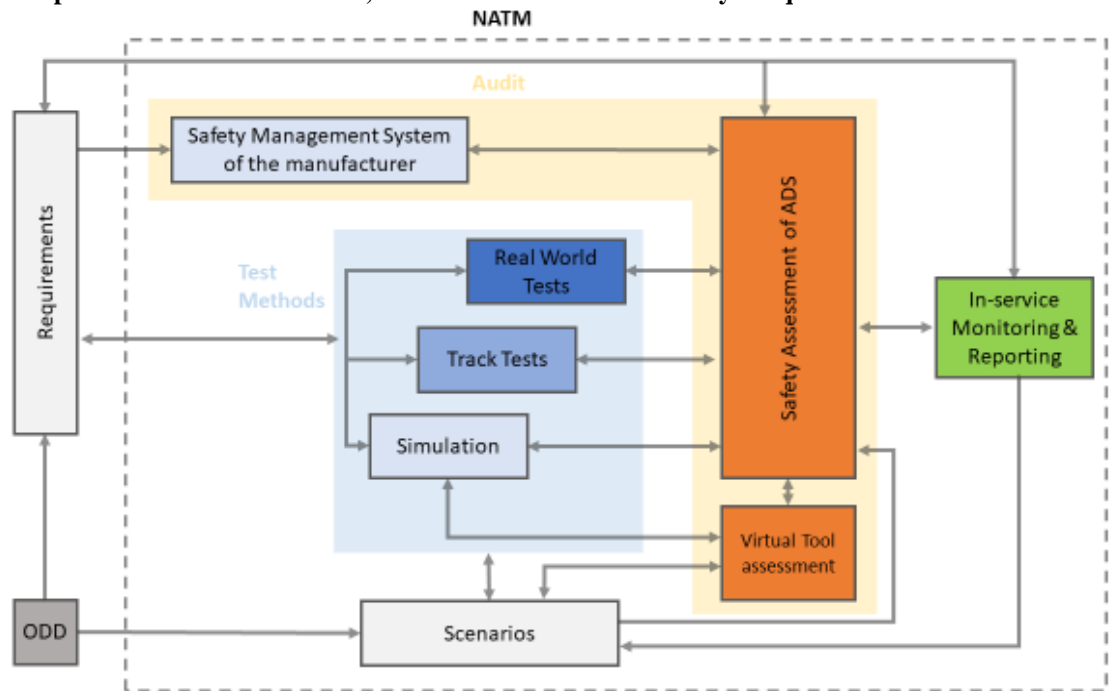 NATM
Audit
Safety Management System
of the manufacturer
Requirements
Safety Assessment of ADS
Test
Methods
Real World
Tests
In-service
Monitoring &
Reporting
Track Tests
Simulation
Virtual Tool
assessment
ODD
Scenarios